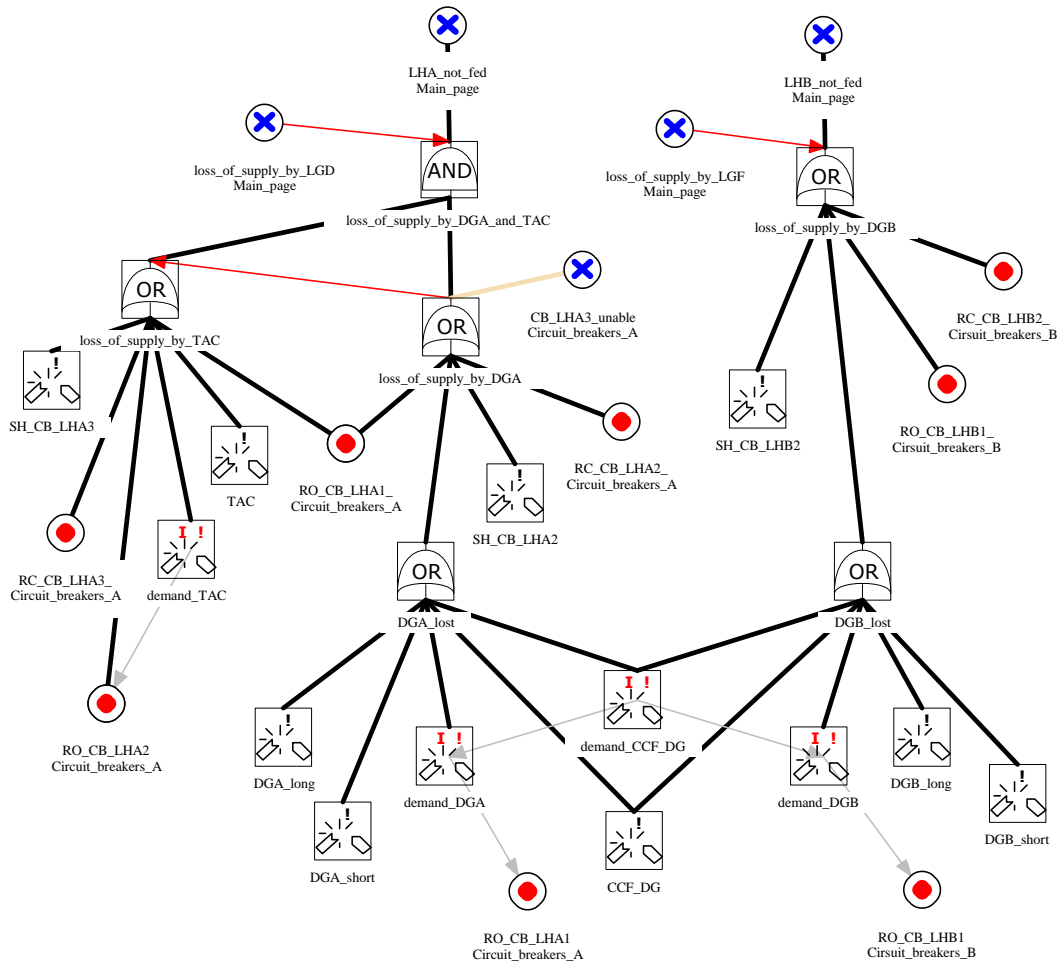 LHA_not_fed
Main_page
LHB_not_fed
Main_page
AND
loss_of_supply_by_LGD
Main_page
loss_of_supply_by_LGF
Main_page
OR
loss_of_supply_by_DGA_and_TAC
loss_of_supply_by_DGB
OR
CB_LHA3_unable
Circuit_breakers_A
RC_CB_LHB2_
Cirsuit_breakers_B
OR
loss_of_supply_by_TAC
!
loss_of_supply_by_DGA
SH_CB_LHA3
!
TAC
!
SH_CB_LHB2
RO_CB_LHB1_
Cirsuit_breakers_B
RO_CB_LHA1_
Circuit_breakers_A
!
SH_CB_LHA2
RC_CB_LHA2_
Circuit_breakers_A
RC_CB_LHA3_
Circuit_breakers_A
I !
demand_TAC
OR
DGA_lost
OR
DGB_lost
RO_CB_LHA2
Circuit_breakers_A
!
DGA_long
I !
demand_DGA
I !
demand_CCF_DG
I !
demand_DGB
!
DGB_long
!
DGB_short
!
DGA_short
!
CCF_DG
RO_CB_LHA1
Circuit_breakers_A
RO_CB_LHB1
Cirsuit_breakers_B